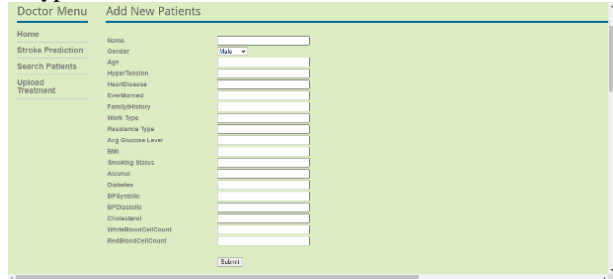 Doctor Menu
Add New Patients
Home
Stroke Prediction
Search Patients
Upload
Treatment
Name
Gender
Male
Age
HyperTension
HeartDisease
EverMarried
FamilyHistory
Work Type
Residence Type
Avg Glucose Level
BMI
Smoking Status
Alcohol
Diabetes
BPSystolic
BPDiastolic
Cholesterol
WhiteBloodCellCount
RedBloodCellCount
Submit